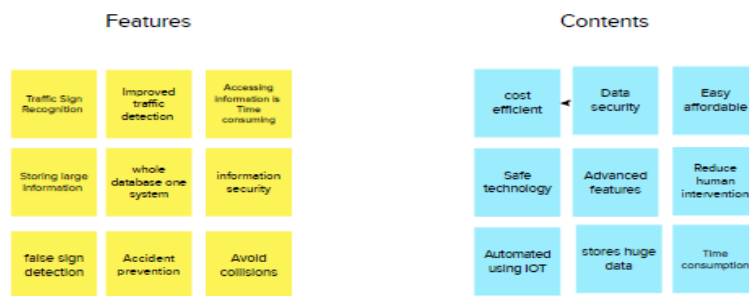 Features
Contents
Traffic Sign
Recognition
Improved
traffic
detection
Accessing
Information is
Time
consuming
Storing large
Information
whole
database one
system
information
security
false sign
detection
Accident
prevention
Avoid
collisions
cost
efficient
Data
security
Easy
affordable
Safe
technology
Advanced
features
Reduce
human
intervention
Automated
using IOT
stores huge
data
Time
consumption